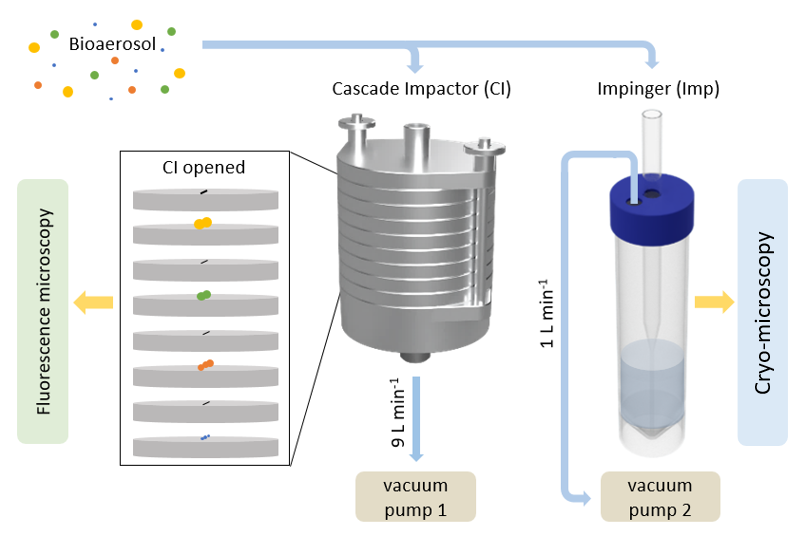 Bioaerosol
Cascade Impactor (CI)
Impinger (Imp)
CI opened
Fluorescence microscopy
9 L min⁻¹
1 L min⁻¹
Cryo-microscopy
vacuum
pump 1
vacuum
pump 2